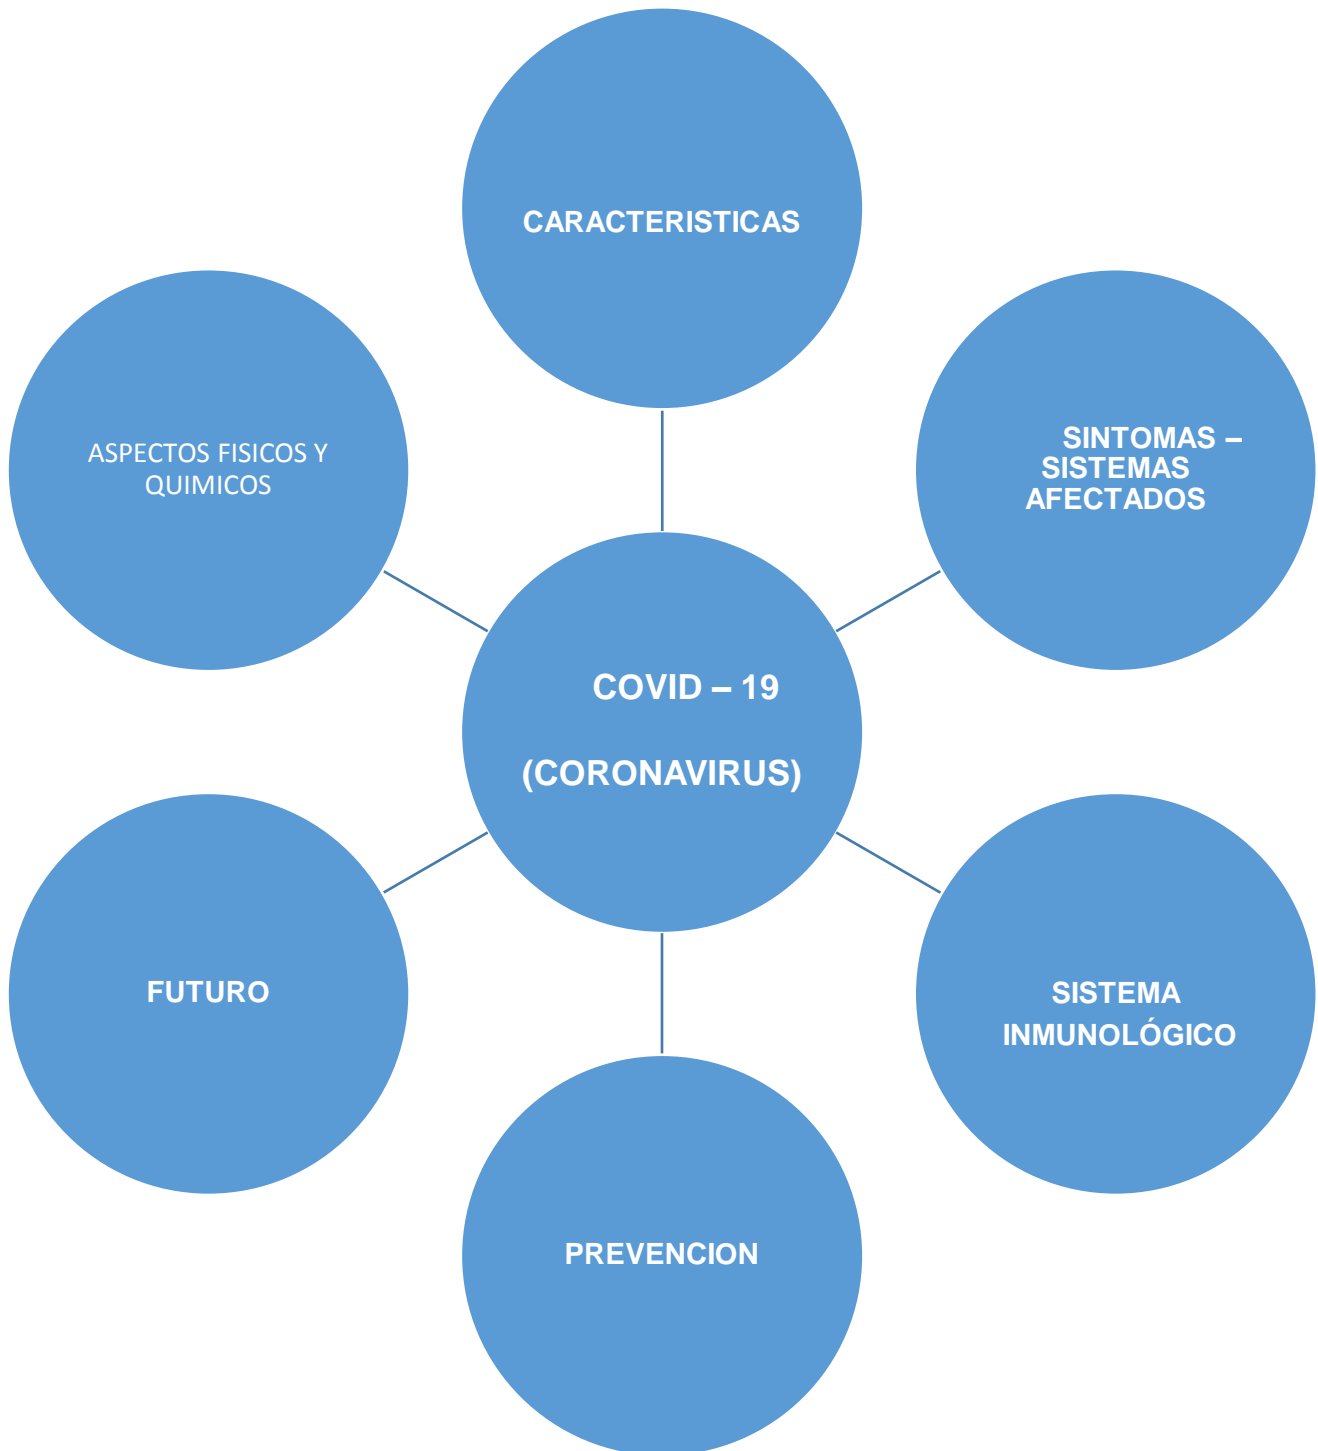 CARACTERISTICAS
ASPECTOS FISICOS Y
QUIMICOS
SINTOMAS –
SISTEMAS
AFECTADOS
COVID – 19
(CORONAVIRUS)
FUTURO
SISTEMA
INMUNOLÓGICO
PREVENCION